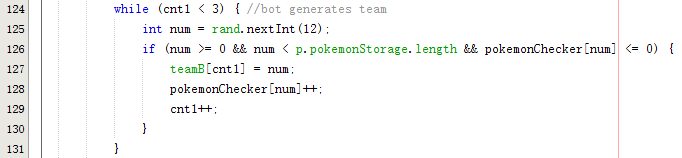 124 while (cnt1 < 3) { //bot generates team
125 int num = rand.nextInt(12);
126 if (num >= 0 && num < p.pokemonStorage.length && pokemonChecker[num] <= 0) {
127 teamB[cnt1] = num;
128 pokemonChecker[num]++;
129 cnt1++;
130 }
131 }